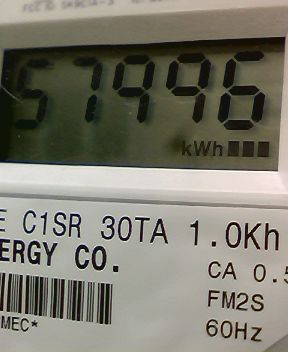 57996
kWh
E C1SR 30TA 1.0Kh
ERGY CO.
CA 0.5
FM2S
MEC*
60Hz